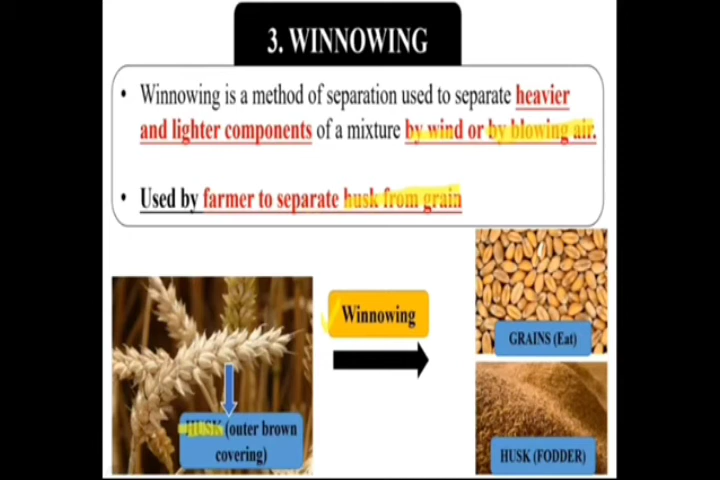 3. WINNOWING
• Winnowing is a method of separation used to separate heavier
and lighter components of a mixture by wind or by blowing air.
• Used by farmer to separate husk from grain
Winnowing
GRAINS (Eat)
HUSK (outer brown
covering)
HUSK (FODDER)